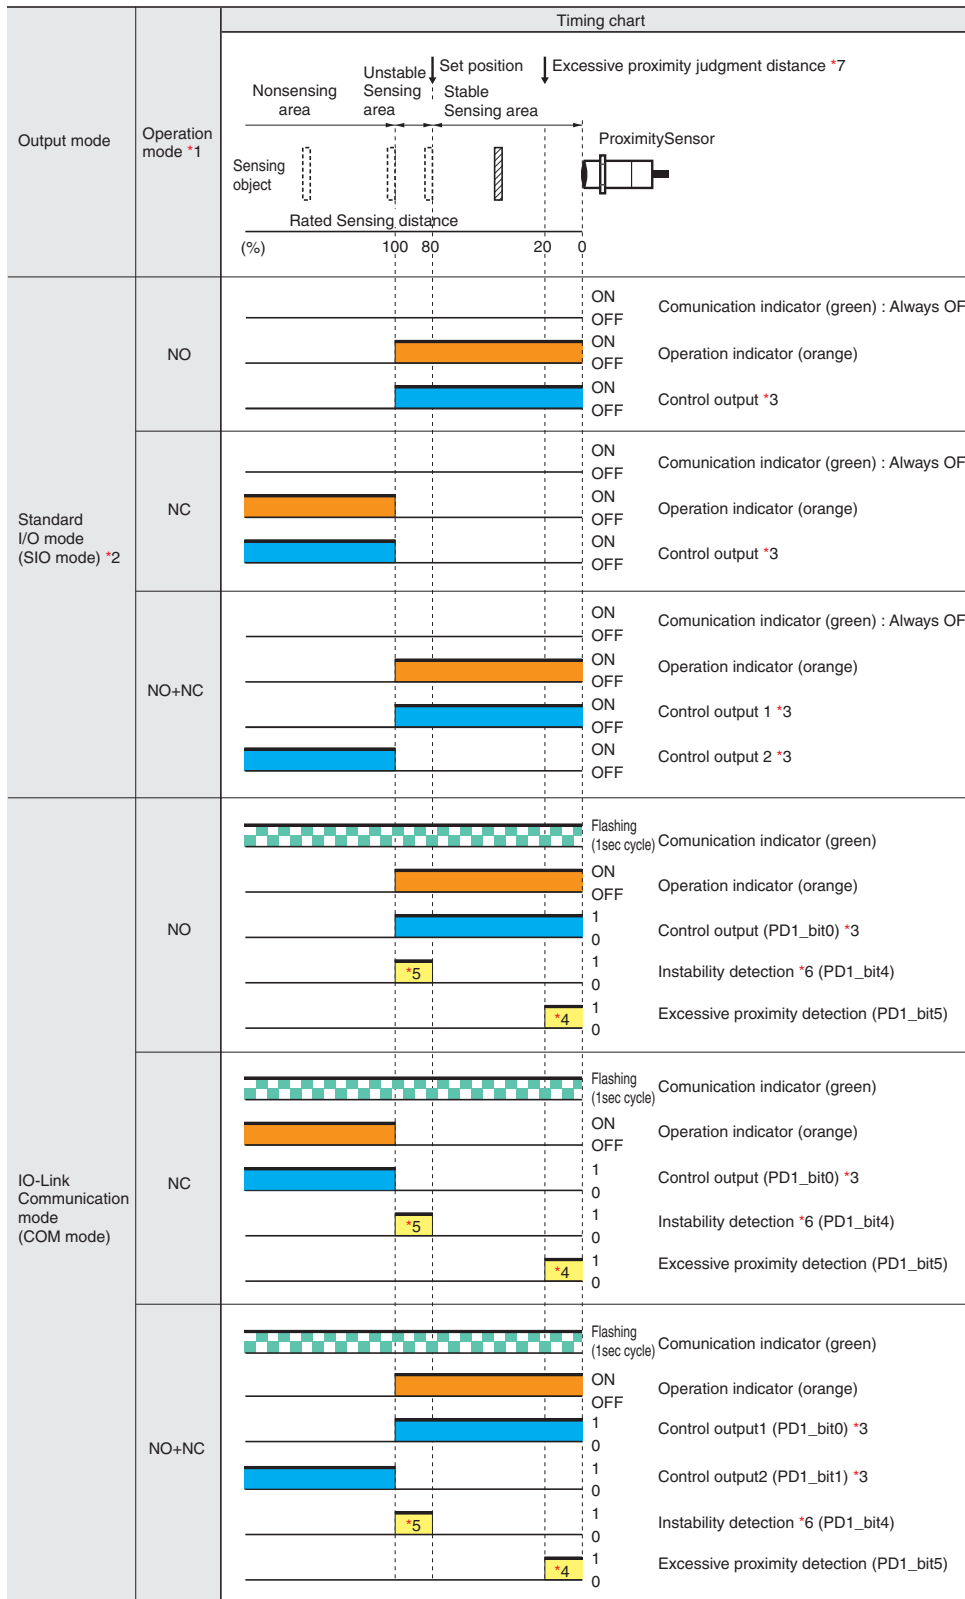 Timing chart
Output mode
Operation
mode *1
Set position
Excessive proximity judgment distance *7
Nonsensing
area
Unstable
Sensing
area
Stable
Sensing area
ProximitySensor
Sensing
object
Rated Sensing distance
(%)
100
80
20
0
Standard
I/O mode
(SIO mode) *2
NO
ON
OFF
Comunication indicator (green) : Always OF
ON
OFF
Operation indicator (orange)
ON
OFF
Control output *3
NC
ON
OFF
Comunication indicator (green) : Always OF
ON
OFF
Operation indicator (orange)
ON
OFF
Control output *3
NO+NC
ON
OFF
Comunication indicator (green) : Always OF
ON
OFF
Operation indicator (orange)
ON
OFF
Control output 1 *3
ON
OFF
Control output 2 *3
IO-Link
Communication
mode
(COM mode)
NO
Flashing
(1sec cycle)
Comunication indicator (green)
ON
OFF
Operation indicator (orange)
1
0
Control output (PD1_bit0) *3
*5
1
0
Instability detection *6 (PD1_bit4)
*4
1
0
Excessive proximity detection (PD1_bit5)
NC
Flashing
(1sec cycle)
Comunication indicator (green)
ON
OFF
Operation indicator (orange)
1
0
Control output (PD1_bit0) *3
*5
1
0
Instability detection *6 (PD1_bit4)
*4
1
0
Excessive proximity detection (PD1_bit5)
NO+NC
Flashing
(1sec cycle)
Comunication indicator (green)
ON
OFF
Operation indicator (orange)
1
0
Control output1 (PD1_bit0) *3
1
0
Control output2 (PD1_bit1) *3
*5
1
0
Instability detection *6 (PD1_bit4)
*4
1
0
Excessive proximity detection (PD1_bit5)